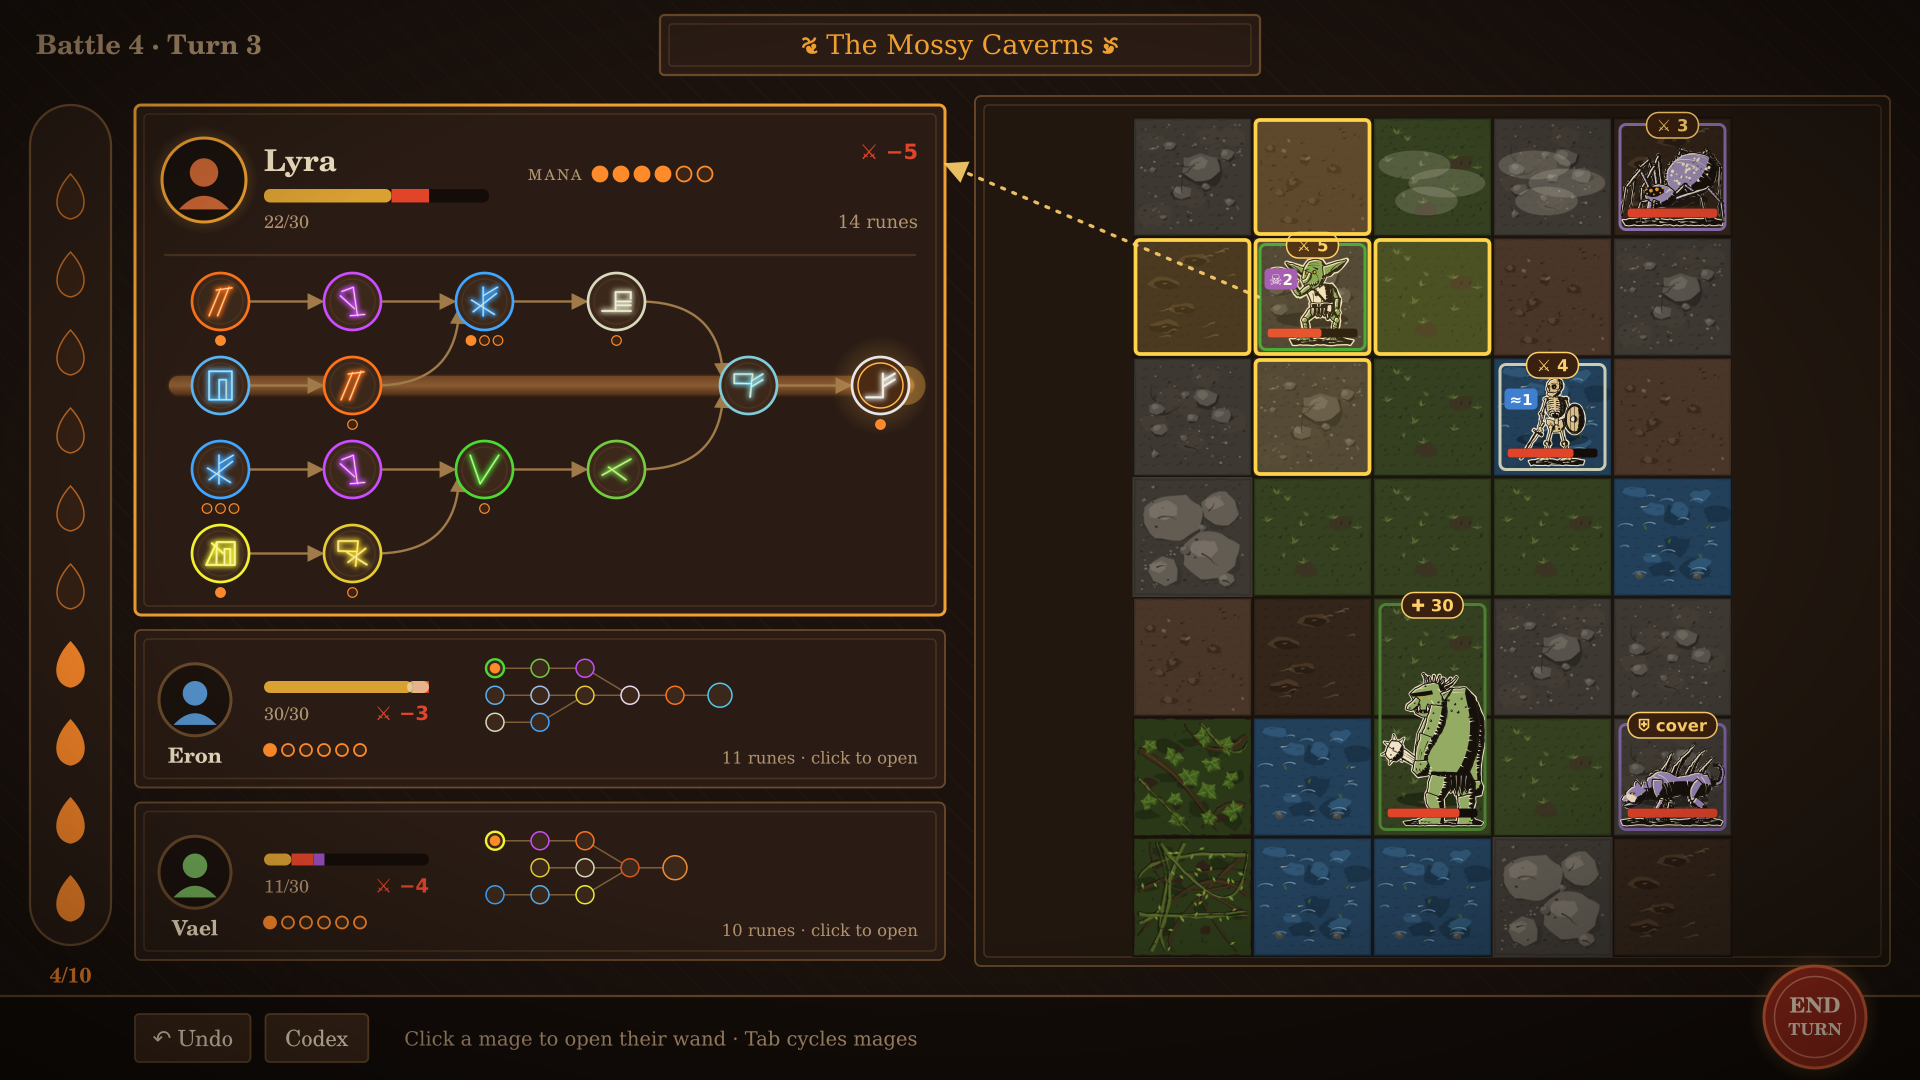 Battle 4 · Turn 3
The Mossy Caverns
Lyra
MANA
⚔ −5
22/30
14 runes
30/30
⚔ −3
Eron
11 runes · click to open
11/30
⚔ −4
Vael
10 runes · click to open
4/10
⚔ 3
⚔ 5
☠2
⚔ 4
≈1
✚ 30
⛨ cover
↶ Undo
Codex
Click a mage to open their wand · Tab cycles mages
END
TURN